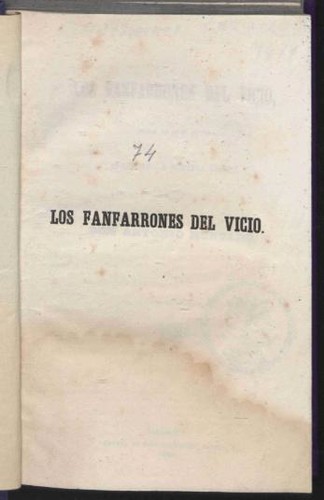 74
LOS FANFARRONES DEL VICIO.